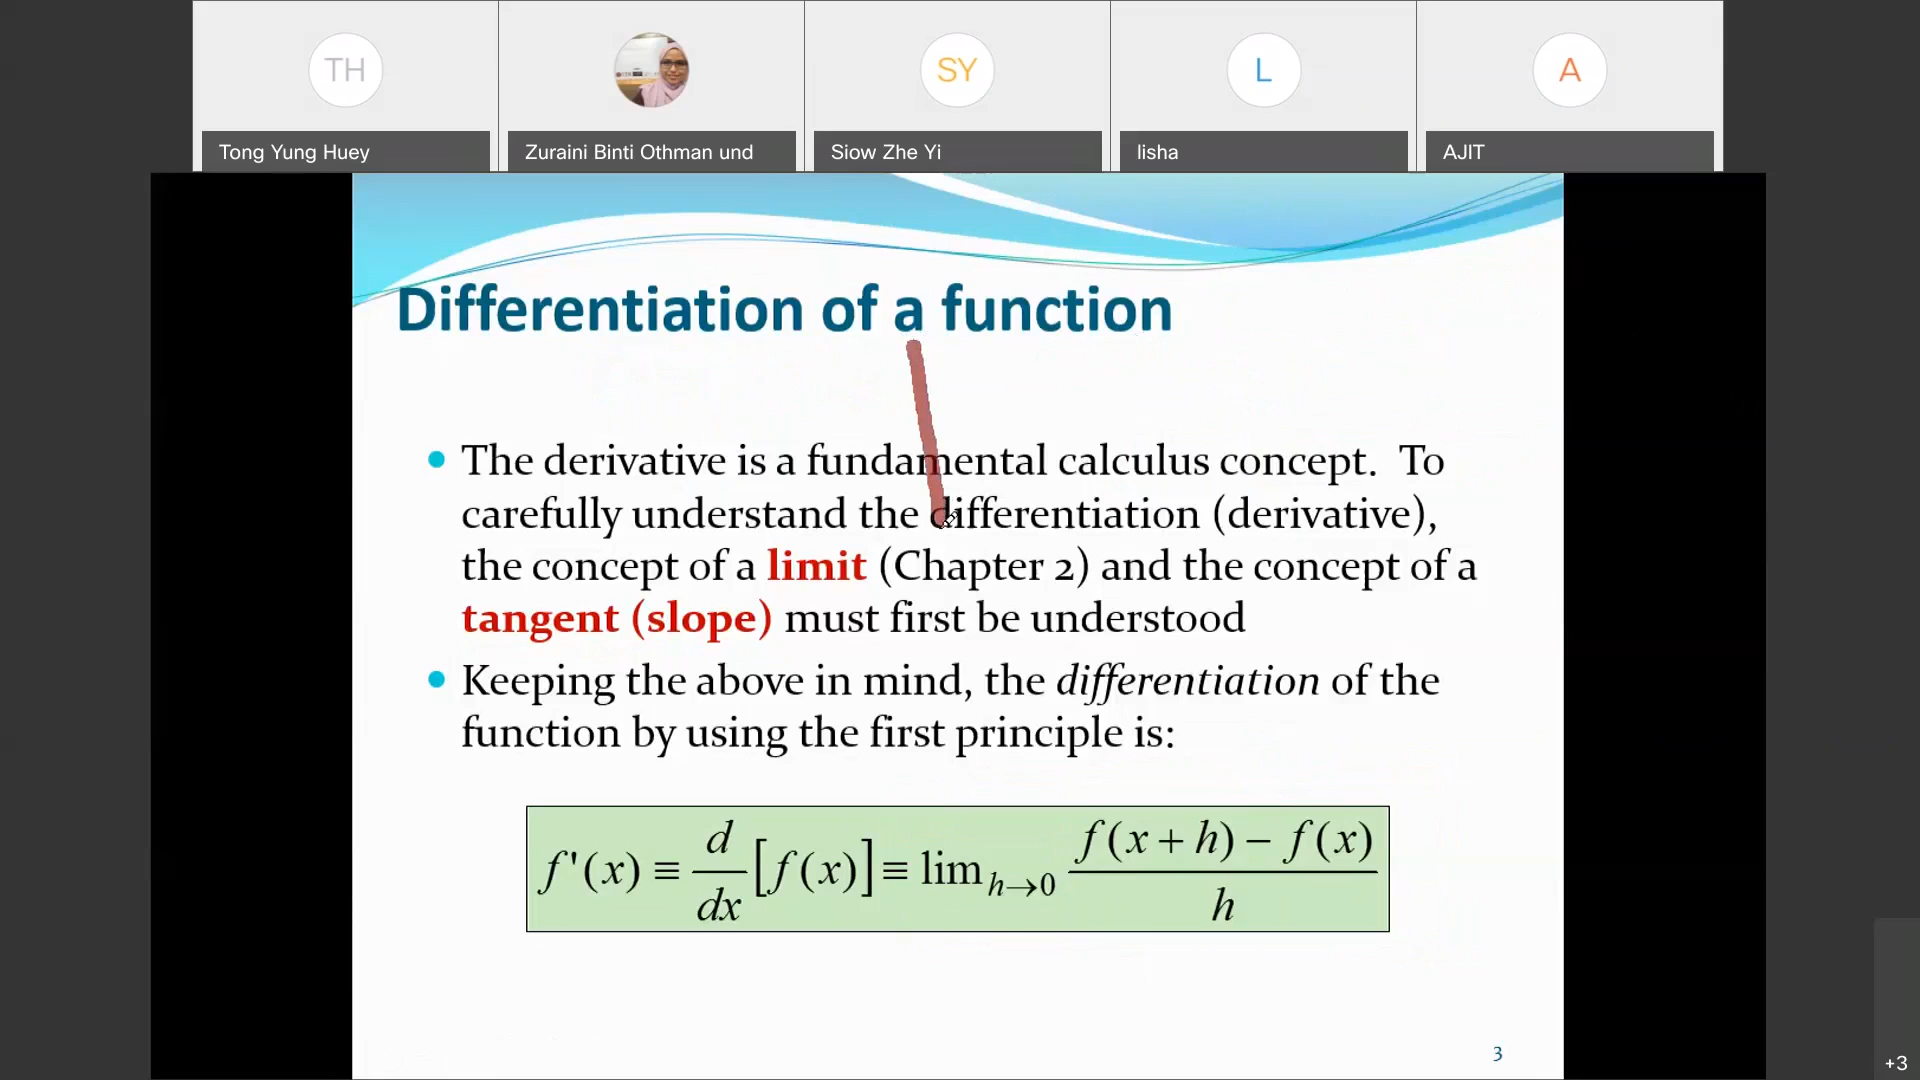 TH
SY
L
A
Tong Yung Huey
Zuraini Binti Othman und
Siow Zhe Yi
lisha
AJIT
Differentiation of a function
• The derivative is a fundamental calculus concept. To
carefully understand the differentiation (derivative),
the concept of a limit (Chapter 2) and the concept of a
tangent (slope) must first be understood
• Keeping the above in mind, the differentiation of the
function by using the first principle is:
f'(x) ≡ d/dx [f(x)] ≡ lim h→0 f(x+h) − f(x) / h
3
+3